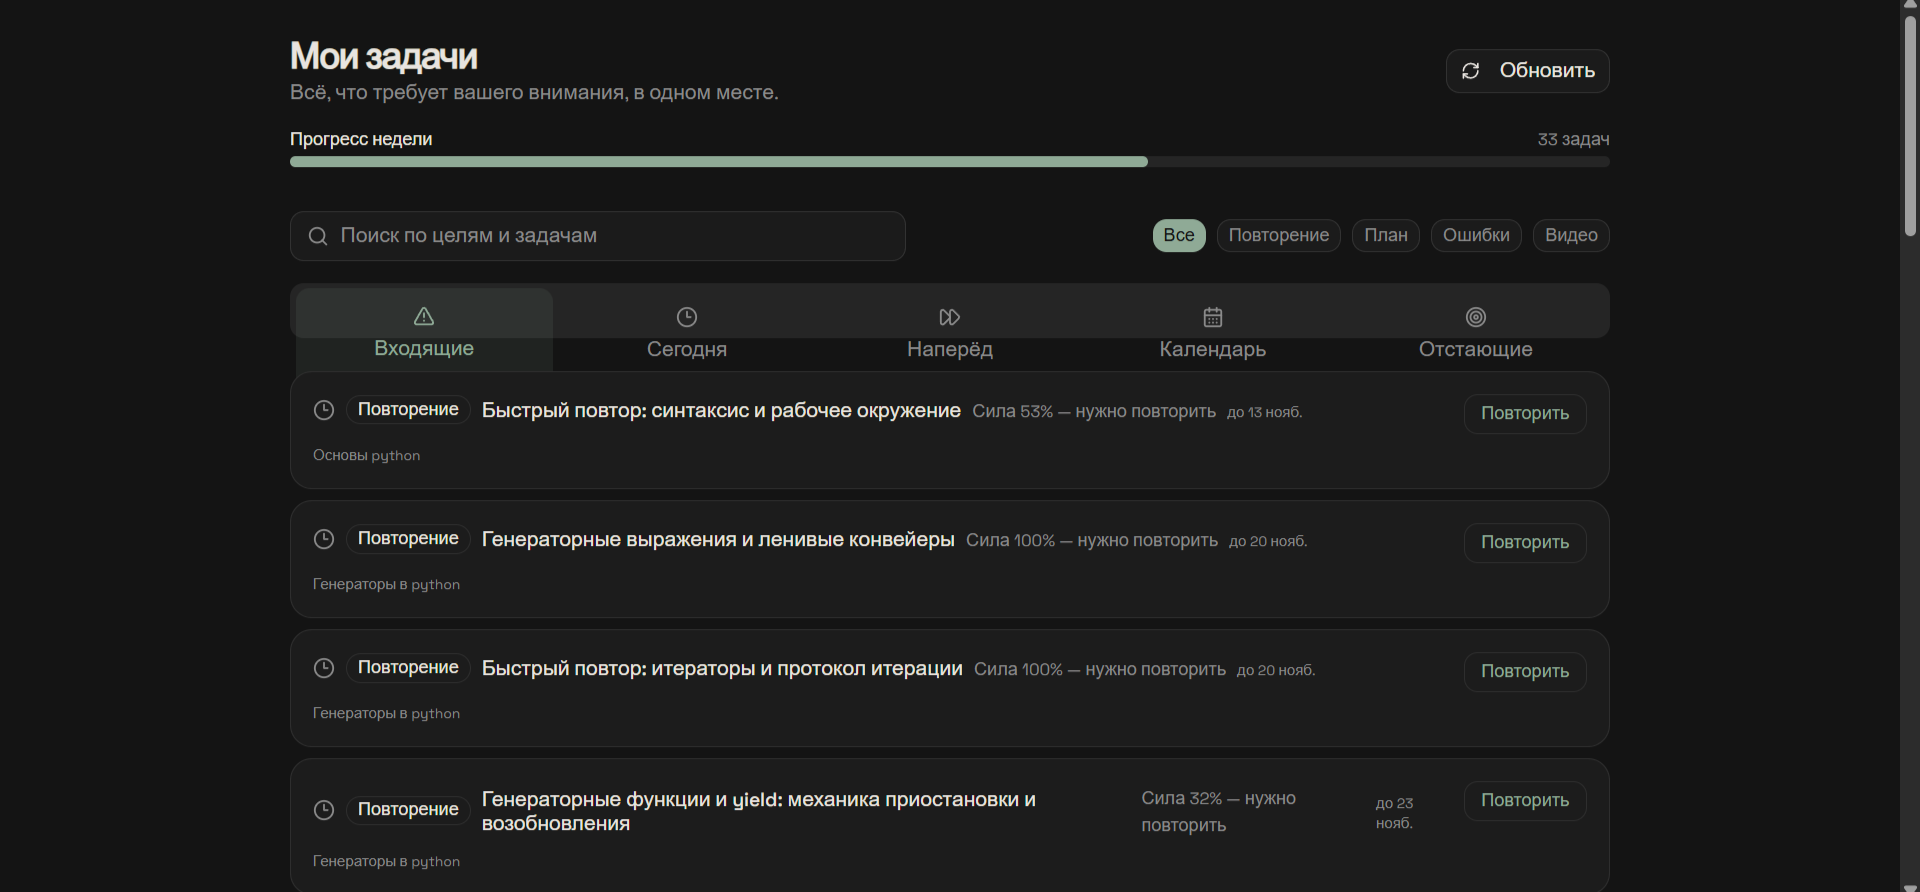 Мои задачи
Всё, что требует вашего внимания, в одном месте.
Обновить
Прогресс недели
33 задач
Поиск по целям и задачам
Все
Повторение
План
Ошибки
Видео
Входящие
Сегодня
Наперёд
Календарь
Отстающие
Повторение Быстрый повтор: синтаксис и рабочее окружение Сила 53% — нужно повторить до 13 нояб.
Повторить
Основы python
Повторение Генераторные выражения и ленивые конвейеры Сила 100% — нужно повторить до 20 нояб.
Повторить
Генераторы в python
Повторение Быстрый повтор: итераторы и протокол итерации Сила 100% — нужно повторить до 20 нояб.
Повторить
Генераторы в python
Повторение
Генераторные функции и yield: механика приостановки и
возобновления
Сила 32% — нужно
повторить
до 23
нояб.
Повторить
Генераторы в python